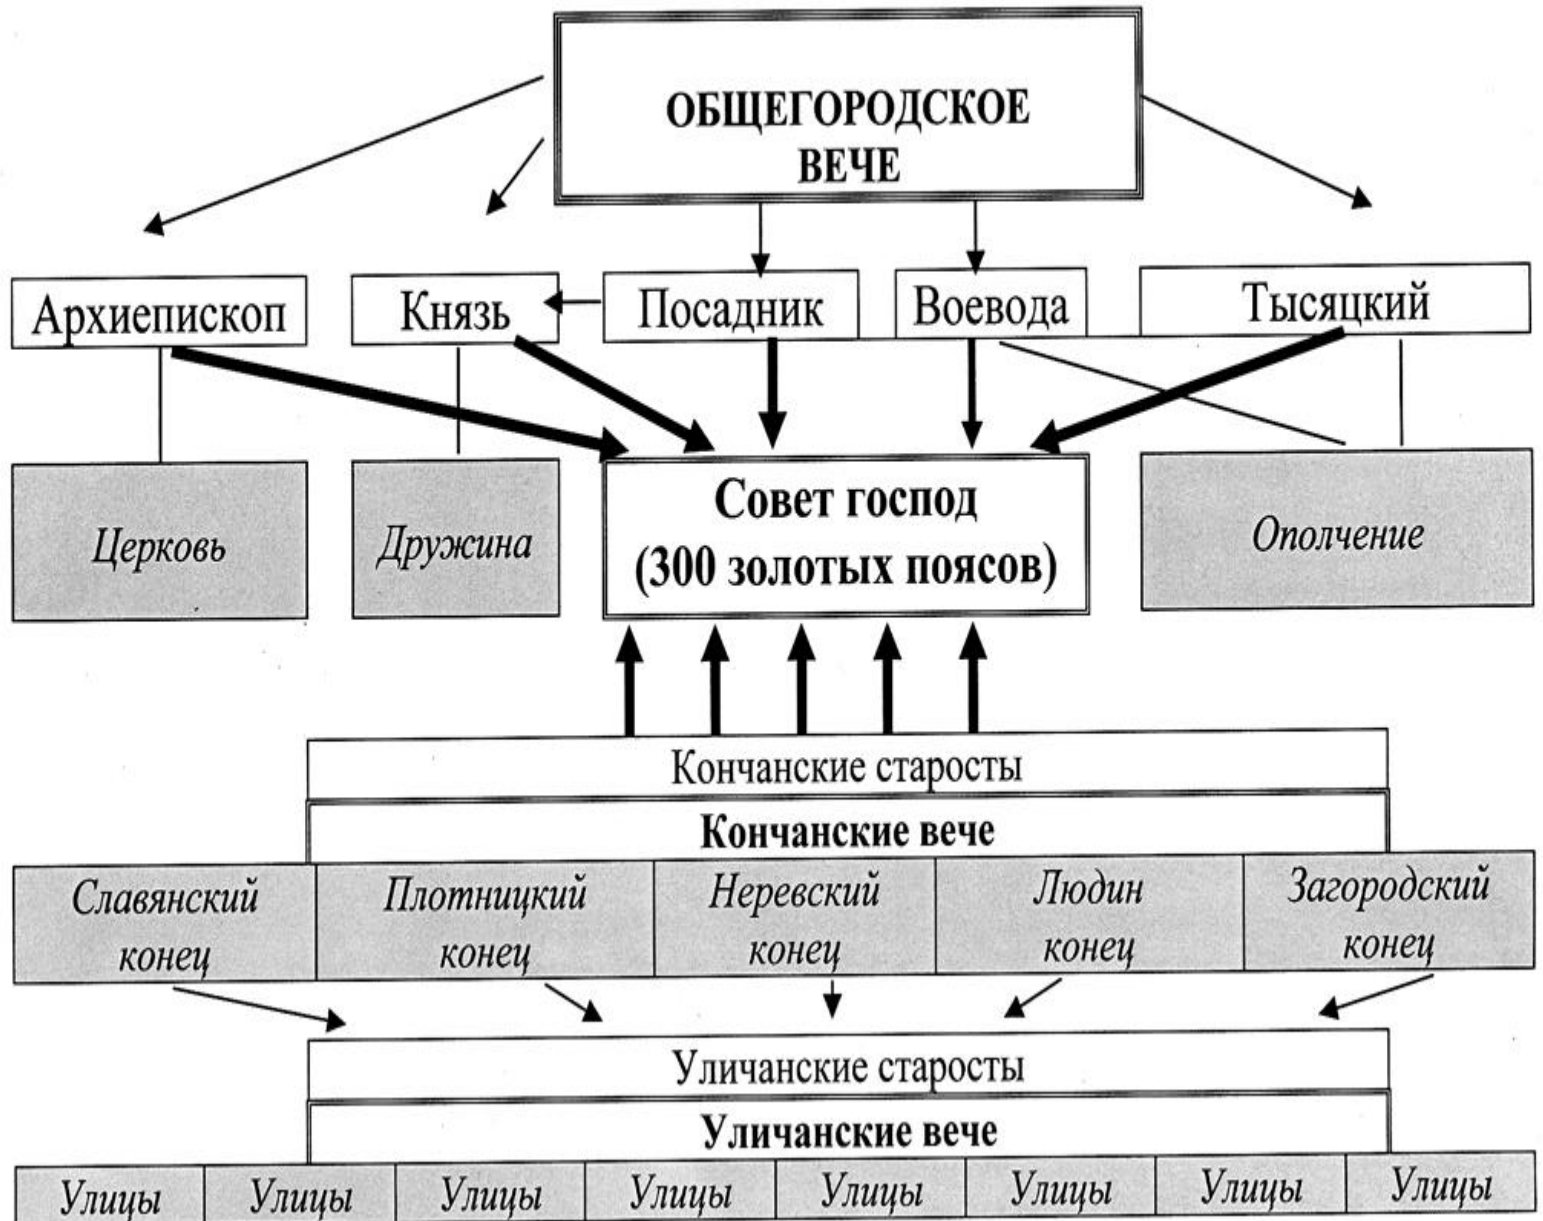 ОБЩЕГОРОДСКОЕ
ВЕЧЕ
Архиепископ
Князь
Посадник
Воевода
Тысяцкий
Церковь
Дружина
Совет господ
(300 золотых поясов)
Ополчение
Кончанские старосты
Кончанские вече
Славянский
конец
Плотницкий
конец
Неревский
конец
Людин
конец
Загородский
конец
Уличанские старосты
Уличанские вече
Улицы
Улицы
Улицы
Улицы
Улицы
Улицы
Улицы
Улицы